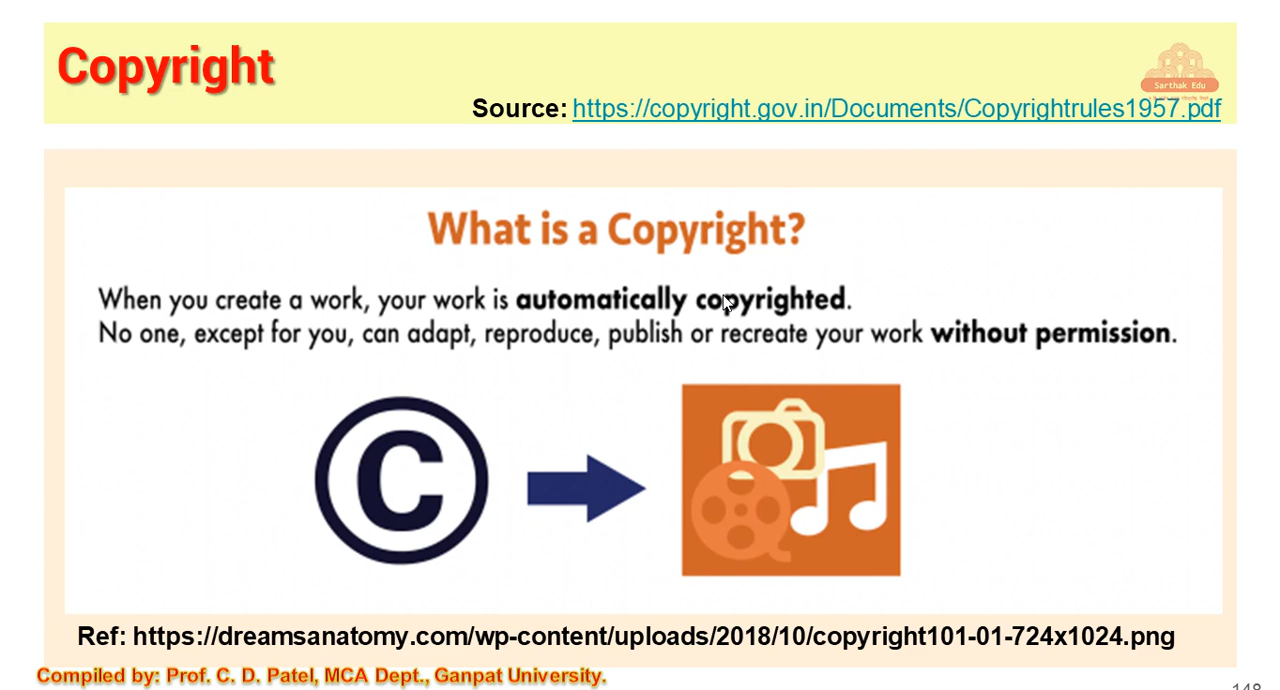 Copyright
Sarthak Edu
Source: https://copyright.gov.in/Documents/Copyrightrules1957.pdf
What is a Copyright?
When you create a work, your work is automatically copyrighted.
No one, except for you, can adapt, reproduce, publish or recreate your work without permission.
C
Ref: https://dreamsanatomy.com/wp-content/uploads/2018/10/copyright101-01-724x1024.png
Compiled by: Prof. C. D. Patel, MCA Dept., Ganpat University.
148